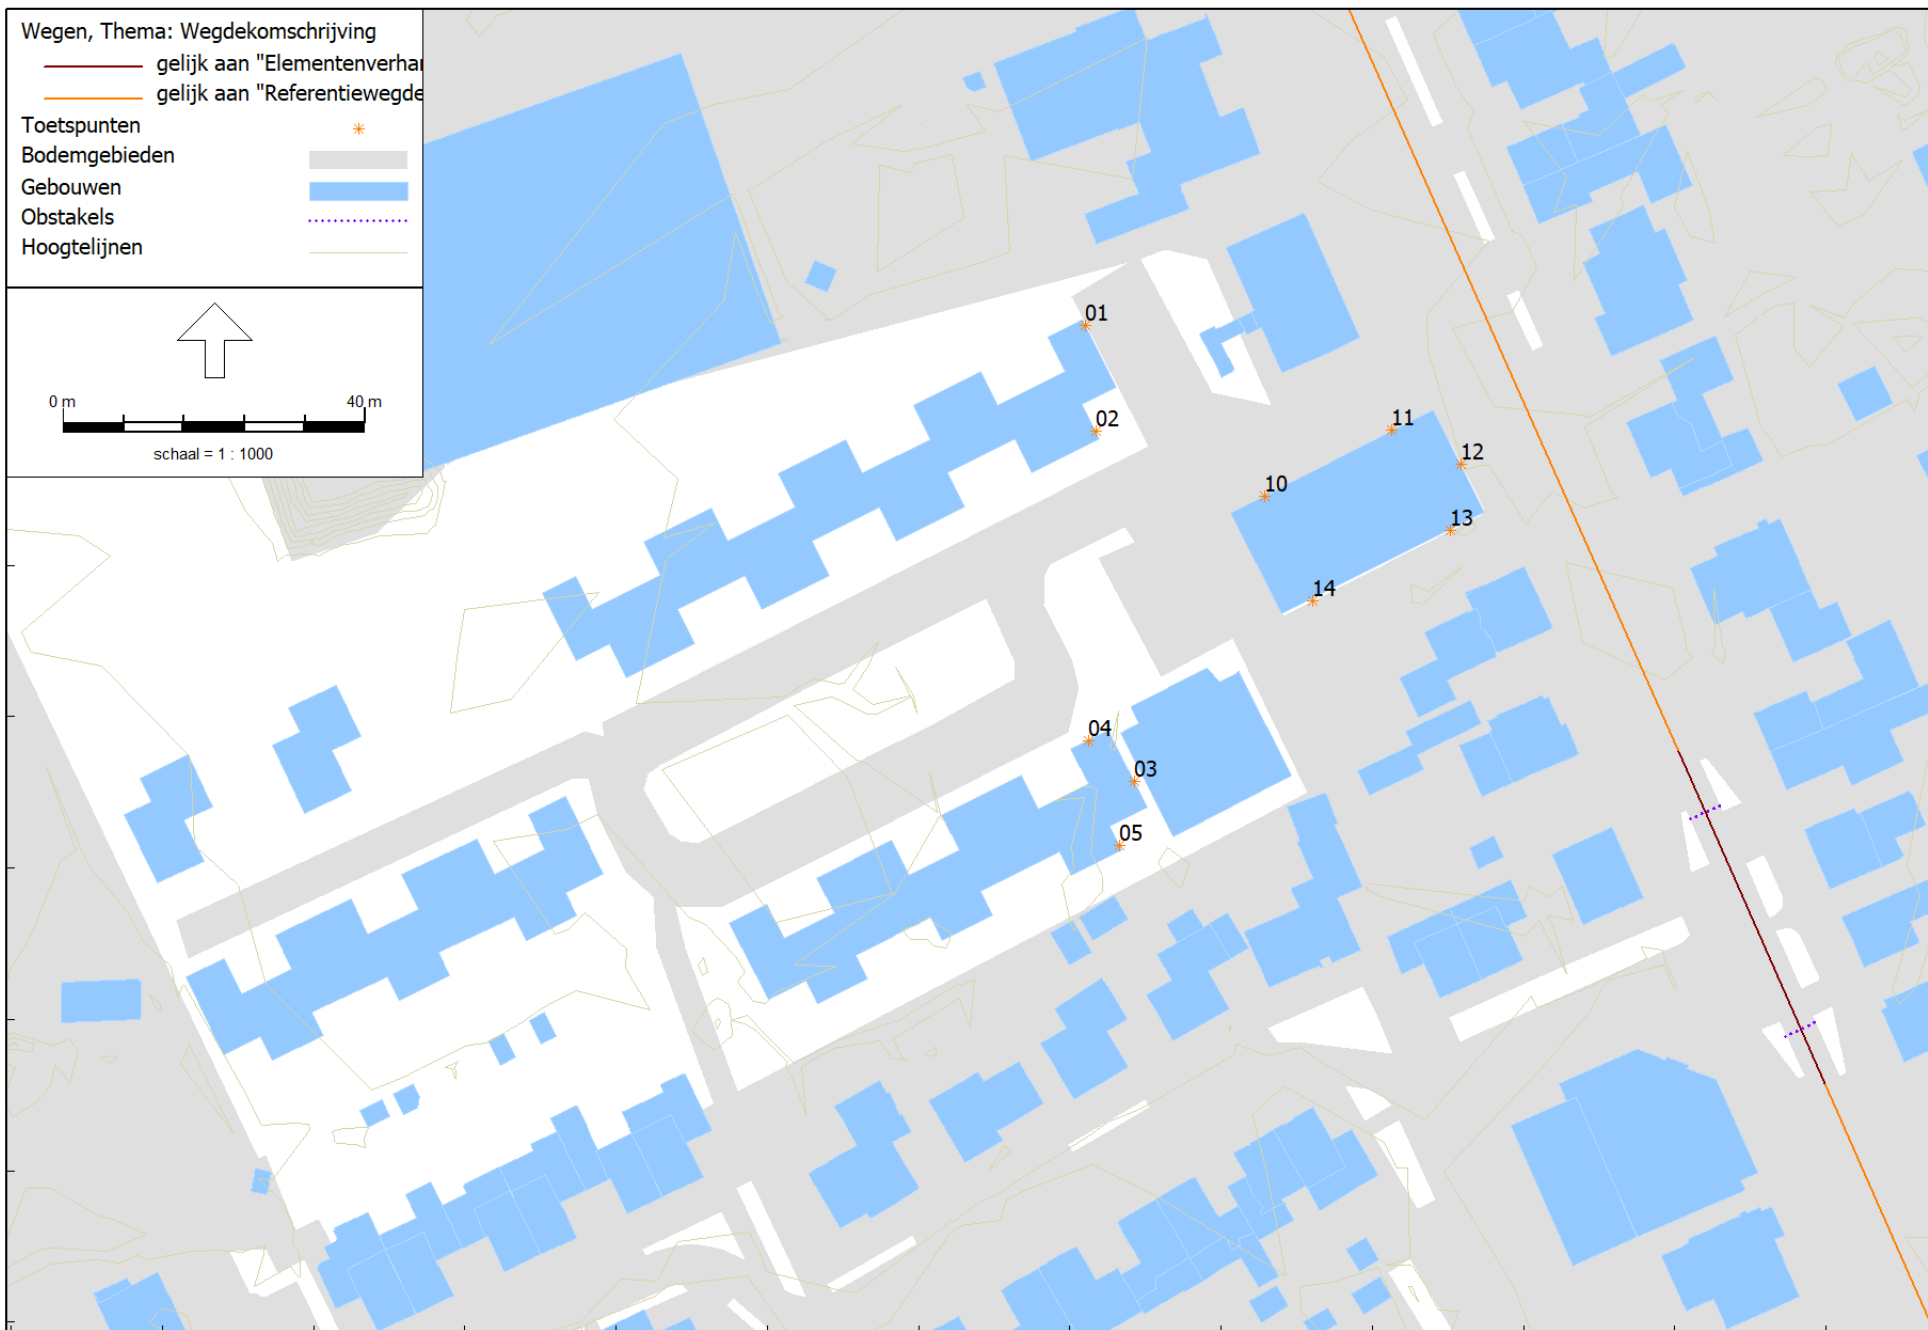 Wegen, Thema: Wegdekomschrijving
gelijk aan "Elementenverha
gelijk aan "Referentiewegde
Toetspunten
Bodemgebieden
Gebouwen
Obstakels
Hoogtelijnen
0 m 40 m
schaal = 1 : 1000
01
02
11
12
10
13
14
04
03
05